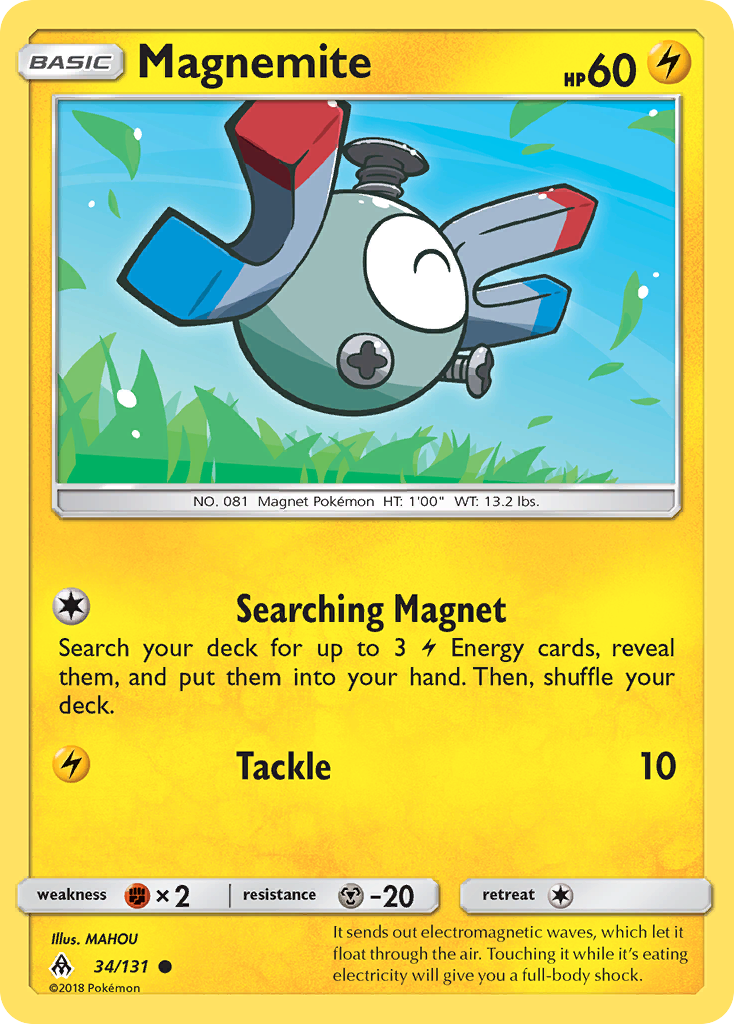 BASIC Magnemite HP60
NO. 081 Magnet Pokémon HT: 1'00" WT: 13.2 lbs.
Searching Magnet
Search your deck for up to 3 Energy cards, reveal
them, and put them into your hand. Then, shuffle your
deck.
Tackle 10
weakness ×2 resistance -20 retreat
Illus. MAHOU
34/131
©2018 Pokémon
It sends out electromagnetic waves, which let it
float through the air. Touching it while it's eating
electricity will give you a full-body shock.